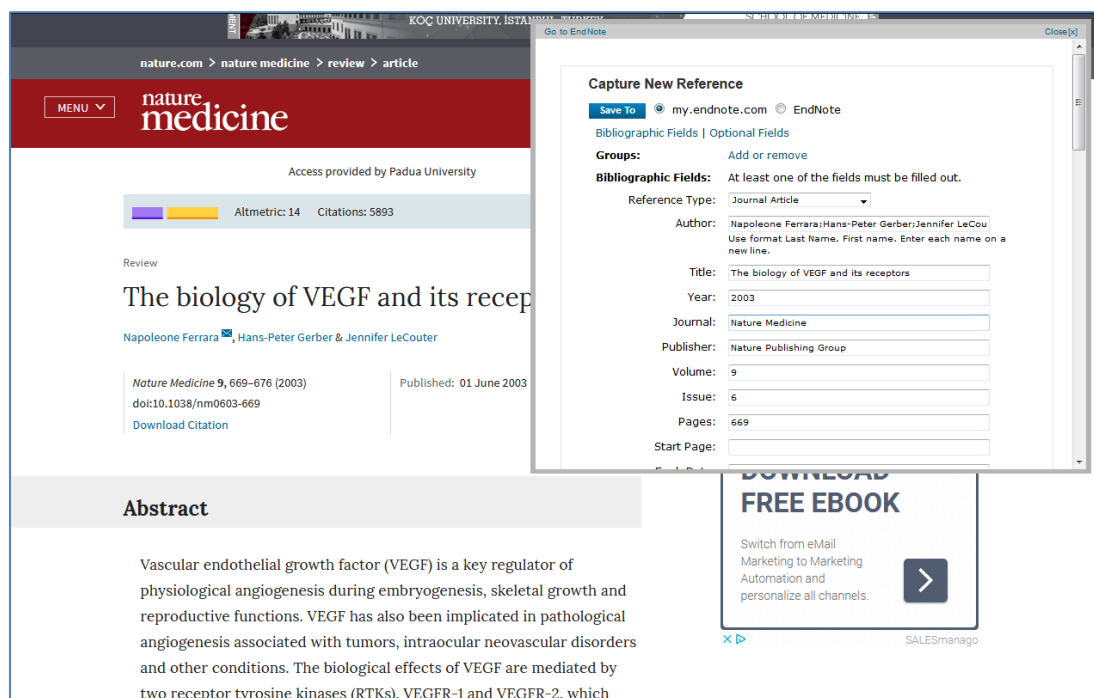 KOÇ UNIVERSITY, ISTANBUL, TURKEY
SCHOOL OF MEDICINE
nature.com > nature medicine > review > article
MENU
nature
medicine
Access provided by Padua University
Altmetric: 14 Citations: 5893
Review
The biology of VEGF and its recep
Napoleone Ferrara, Hans-Peter Gerber & Jennifer LeCouter
Nature Medicine 9, 669–676 (2003)
doi:10.1038/nm0603-669
Download Citation
Published: 01 June 2003
Abstract
Vascular endothelial growth factor (VEGF) is a key regulator of
physiological angiogenesis during embryogenesis, skeletal growth and
reproductive functions. VEGF has also been implicated in pathological
angiogenesis associated with tumors, intraocular neovascular disorders
and other conditions. The biological effects of VEGF are mediated by
two receptor tyrosine kinases (RTKs), VEGFR-1 and VEGFR-2, which
Go to EndNote
Close[x]
Capture New Reference
Save To my.endnote.com EndNote
Bibliographic Fields | Optional Fields
Groups: Add or remove
Bibliographic Fields: At least one of the fields must be filled out.
Reference Type: Journal Article
Author: Napoleone Ferrara;Hans-Peter Gerber;Jennifer LeCou
Use format Last Name, First name. Enter each name on a
new line.
Title: The biology of VEGF and its receptors
Year: 2003
Journal: Nature Medicine
Publisher: Nature Publishing Group
Volume: 9
Issue: 6
Pages: 669
Start Page:
DOWNLOAD
FREE EBOOK
Switch from eMail
Marketing to Marketing
Automation and
personalize all channels.
SALESmanago